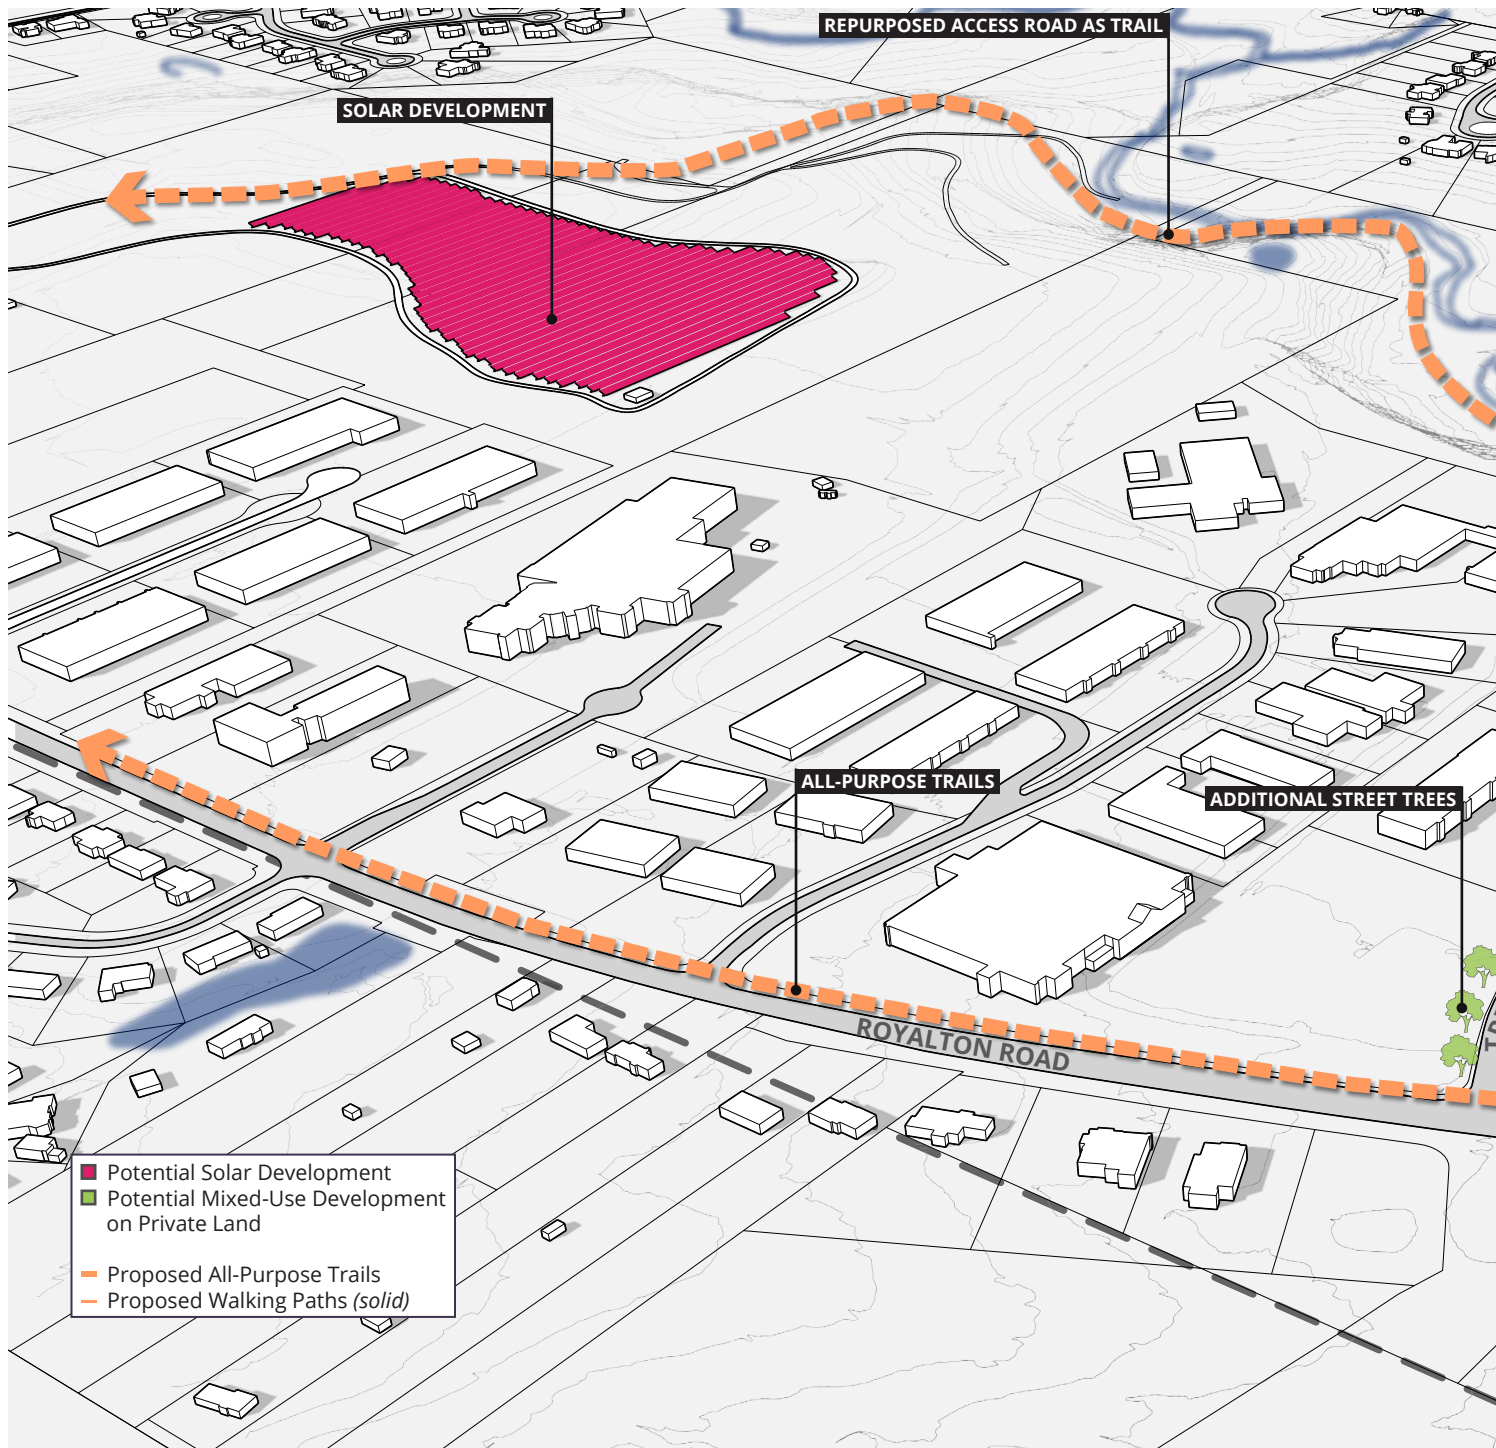 REPURPOSED ACCESS ROAD AS TRAIL
SOLAR DEVELOPMENT
ALL-PURPOSE TRAILS
ADDITIONAL STREET TREES
ROYALTON ROAD
Potential Solar Development
Potential Mixed-Use Development
on Private Land
Proposed All-Purpose Trails
Proposed Walking Paths (solid)